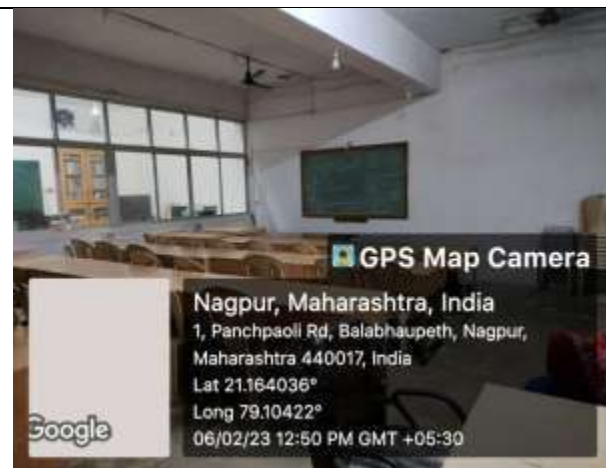 GPS Map Camera
Nagpur, Maharashtra, India
1, Panchpaoli Rd, Balabhaupeth, Nagpur,
Maharashtra 440017, India
Lat 21.164036°
Long 79.10422°
06/02/23 12:50 PM GMT +05:30
Google